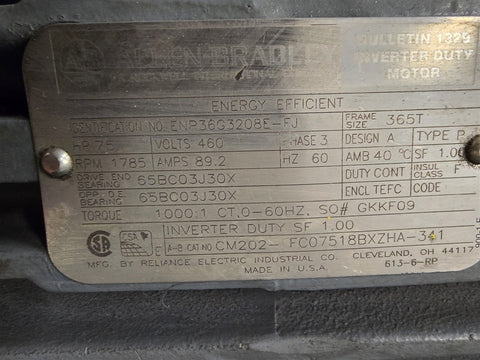 ALLEN-BRADLEY
BULLETIN 1329
INVERTER DUTY
MOTOR
ENERGY EFFICIENT
IDENTIFICATION NO. ENP36G3208E-FJ FRAME SIZE 365T
HP 75 VOLTS 460 PHASE 3 DESIGN A TYPE P
RPM 1785 AMPS 89.2 HZ 60 AMB 40 °C SF 1.00
DRIVE END BEARING 65BC03J30X DUTY CONT INSUL CLASS F
OPP. D.E. BEARING 65BC03J30X ENCL TEFC CODE
TORQUE 1000:1 CT,0-60HZ, SO# GKKF09
INVERTER DUTY SF 1.00
A-B CAT NO CM202- FC07518BXZHA-341
MFG. BY RELIANCE ELECTRIC INDUSTRIAL CO. CLEVELAND, OH 44117
MADE IN U.S.A. 613-6-RP